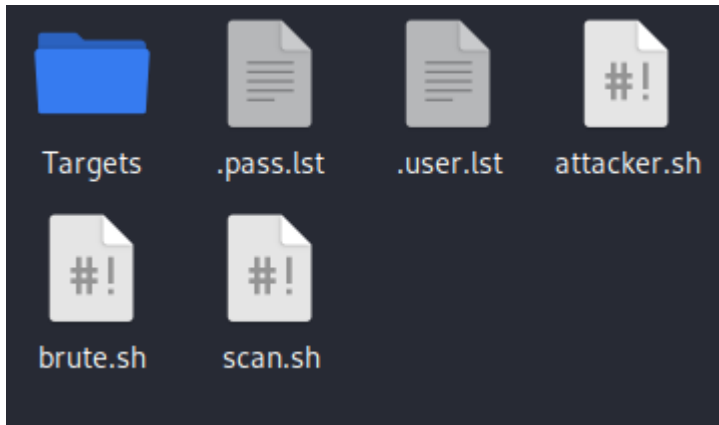 Targets .pass.lst .user.lst attacker.sh
#!
brute.sh scan.sh
#! #!